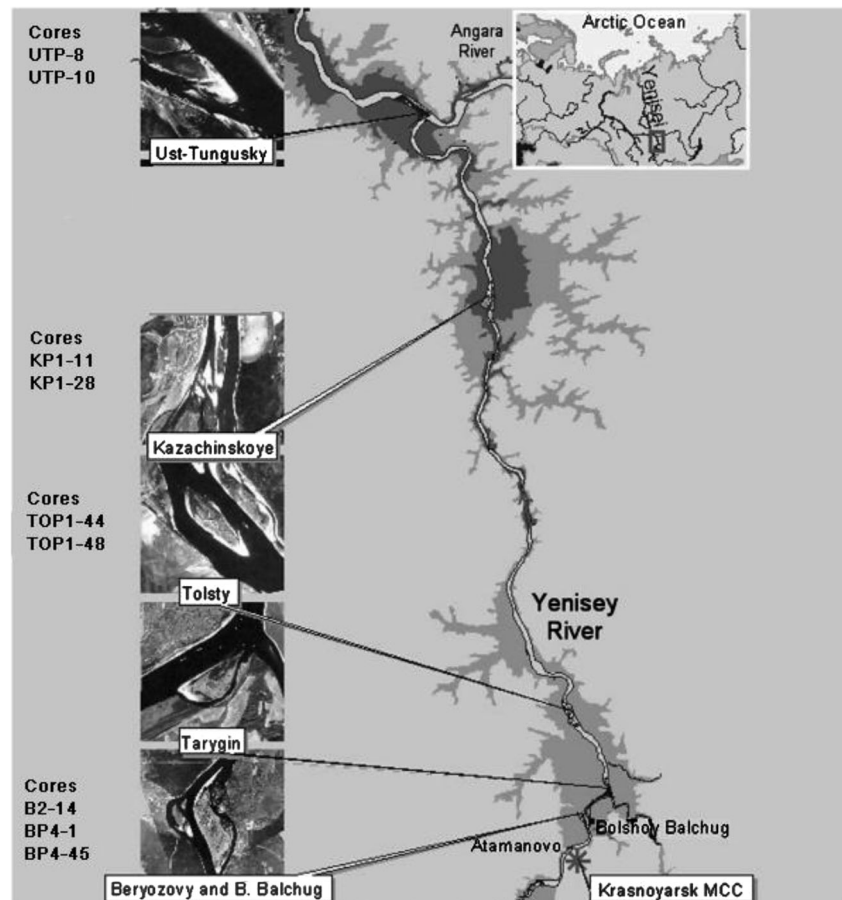 Cores
UTP-8
UTP-10
Angara
River
Arctic Ocean
Yenisei
Ust-Tungusky
Cores
KP1-11
KP1-28
Kazachinskoye
Cores
TOP1-44
TOP1-48
Tolsty
Yenisey
River
Tarygin
Cores
B2-14
BP4-1
BP4-45
Bolshoy Balchug
Atamanovo
Beryozovy and B. Balchug
Krasnoyarsk MCC